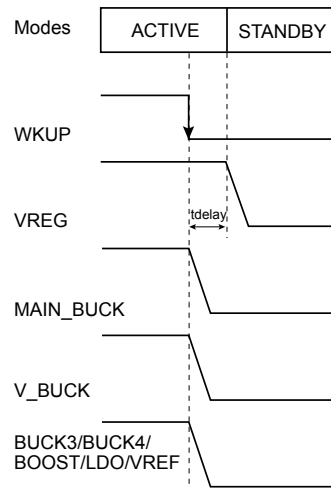 Modes
ACTIVE
STANDBY
WKUP
VREG
tdelay
MAIN_BUCK
V_BUCK
BUCK3/BUCK4/
BOOST/LDO/VREF